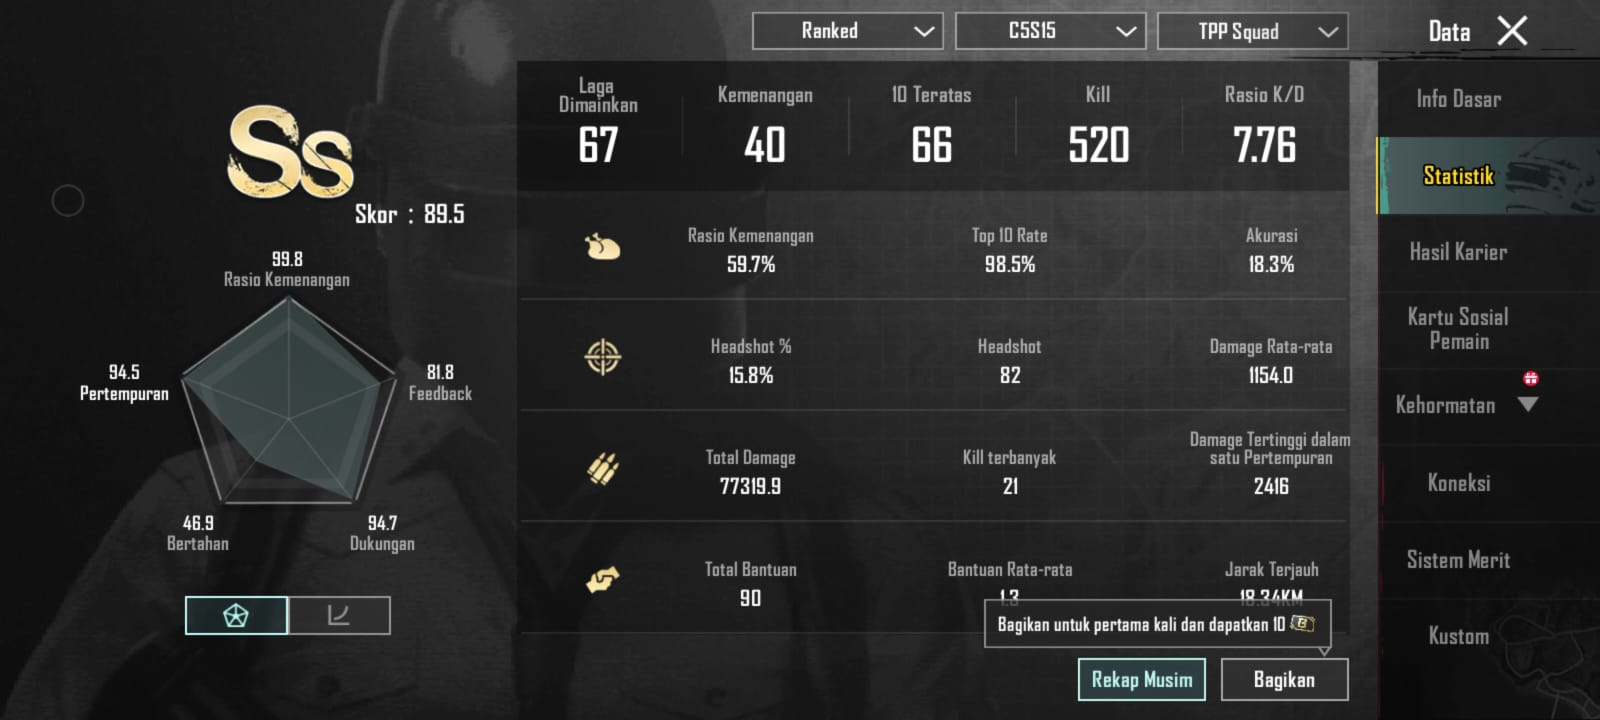 Ranked
C5S15
TPP Squad
Data
Ss
Skor : 89.5
99.8
Rasio Kemenangan
94.5
Pertempuran
81.8
Feedback
46.9
Bertahan
94.7
Dukungan
Laga
Dimainkan
67
Kemenangan
40
10 Teratas
66
Kill
520
Rasio K/D
7.76
Rasio Kemenangan
59.7%
Top 10 Rate
98.5%
Akurasi
18.3%
Headshot %
15.8%
Headshot
82
Damage Rata-rata
1154.0
Total Damage
77319.9
Kill terbanyak
21
Damage Tertinggi dalam
satu Pertempuran
2416
Total Bantuan
90
Bantuan Rata-rata
1.3
Jarak Terjauh
18.34KM
Bagikan untuk pertama kali dan dapatkan 10
Rekap Musim
Bagikan
Info Dasar
Statistik
Hasil Karier
Kartu Sosial
Pemain
Kehormatan
Koneksi
Sistem Merit
Kustom